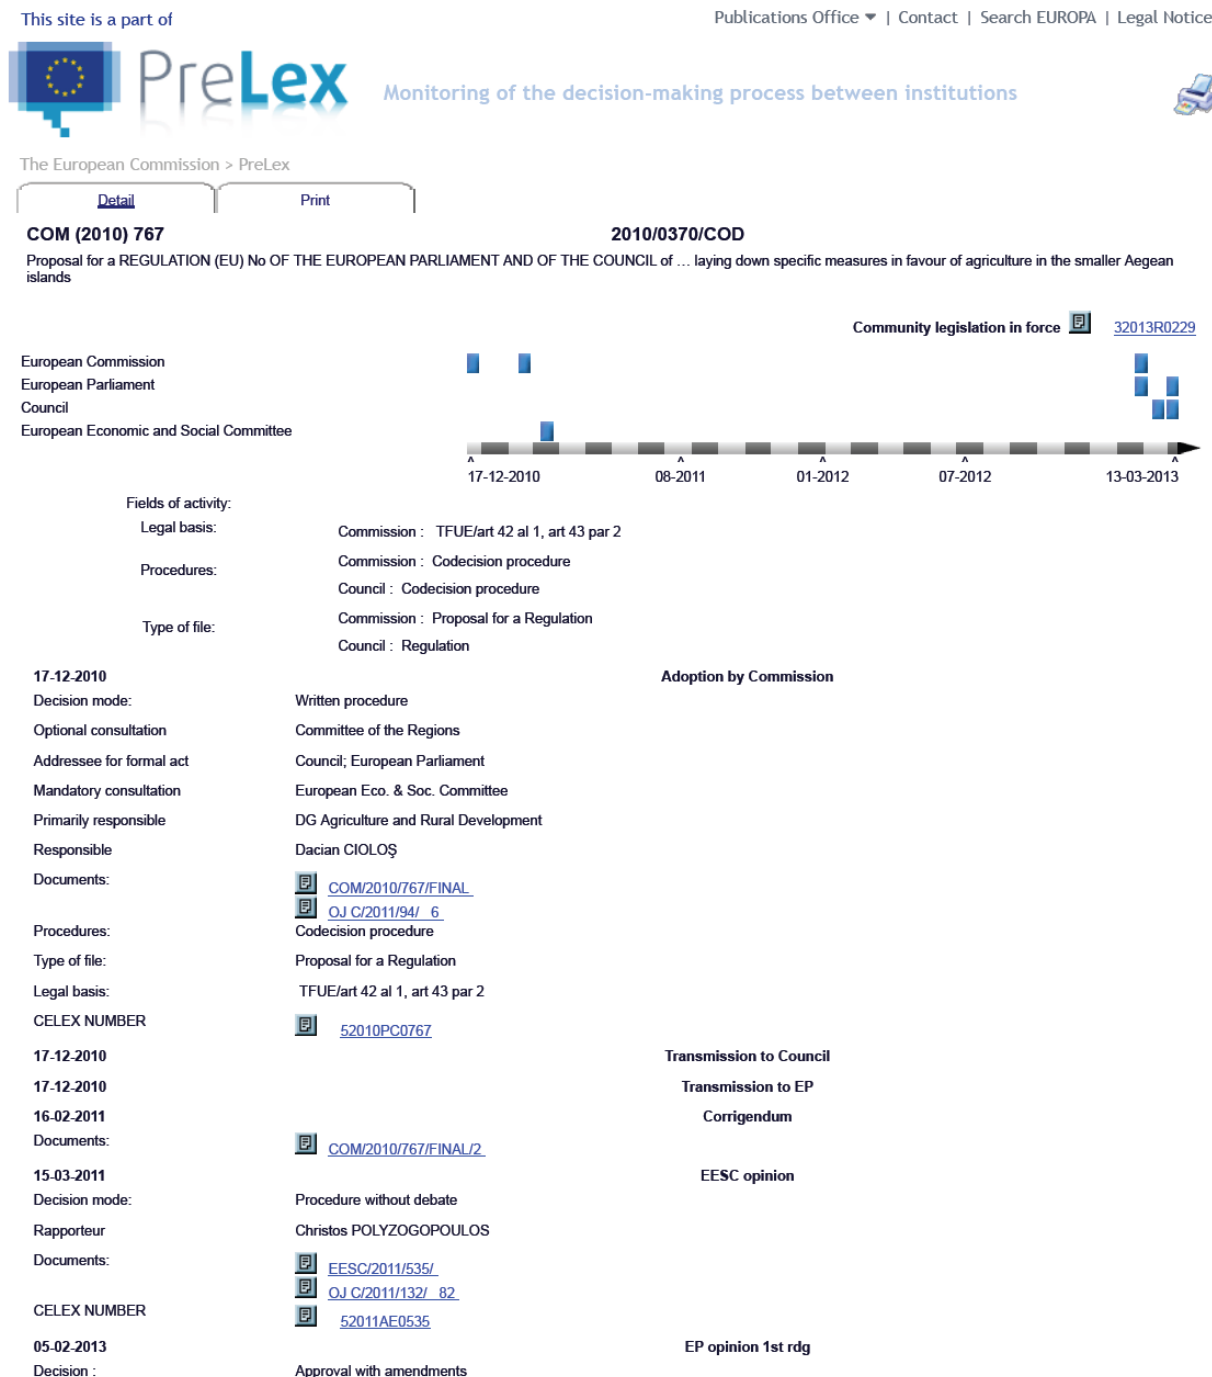 This site is a part of
Publications Office ▼ | Contact | Search EUROPA | Legal Notice
PreLex
Monitoring of the decision-making process between institutions
The European Commission > PreLex
Detail Print
COM (2010) 767 2010/0370/COD
Proposal for a REGULATION (EU) No OF THE EUROPEAN PARLIAMENT AND OF THE COUNCIL of … laying down specific measures in favour of agriculture in the smaller Aegean
islands
Community legislation in force 32013R0229
European Commission
European Parliament
Council
European Economic and Social Committee
^ ^ ^ ^ ^
17-12-2010 08-2011 01-2012 07-2012 13-03-2013
Fields of activity:
Legal basis: Commission : TFUE/art 42 al 1, art 43 par 2
Procedures: Commission : Codecision procedure
Council : Codecision procedure
Type of file: Commission : Proposal for a Regulation
Council : Regulation
17-12-2010 Adoption by Commission
Decision mode: Written procedure
Optional consultation Committee of the Regions
Addressee for formal act Council; European Parliament
Mandatory consultation European Eco. & Soc. Committee
Primarily responsible DG Agriculture and Rural Development
Responsible Dacian CIOLOŞ
Documents: COM/2010/767/FINAL
OJ C/2011/94/ 6
Procedures: Codecision procedure
Type of file: Proposal for a Regulation
Legal basis: TFUE/art 42 al 1, art 43 par 2
CELEX NUMBER 52010PC0767
17-12-2010 Transmission to Council
17-12-2010 Transmission to EP
16-02-2011 Corrigendum
Documents: COM/2010/767/FINAL/2
15-03-2011 EESC opinion
Decision mode: Procedure without debate
Rapporteur Christos POLYZOGOPOULOS
Documents: EESC/2011/535/
OJ C/2011/132/ 82
CELEX NUMBER 52011AE0535
05-02-2013 EP opinion 1st rdg
Decision : Approval with amendments